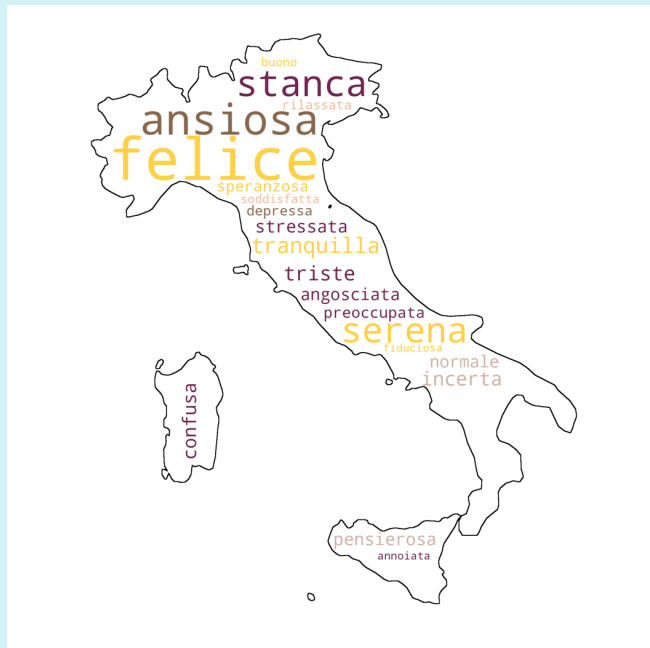 buono
stanca
rilassata
ansiosa
felice
speranzosa
soddisfatta
depressa
stressata
tranquilla
triste
angosciata
preoccupata
serena
fiduciosa
normale
incerta
confusa
pensierosa
annoiata